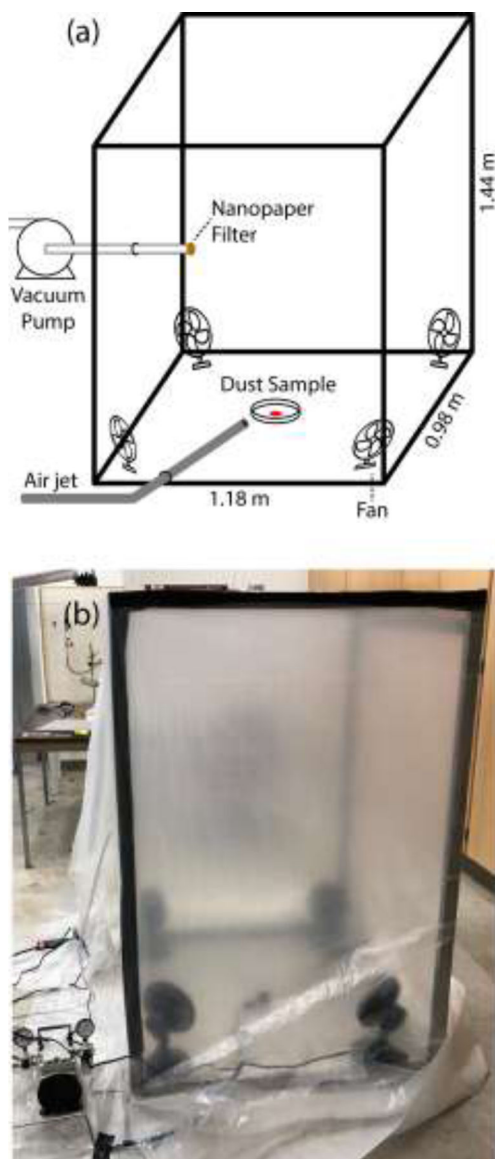 (a)
1.44 m
Nanopaper
Filter
Vacuum
Pump
Dust Sample
0.98 m
Air jet
1.18 m
Fan
(b)